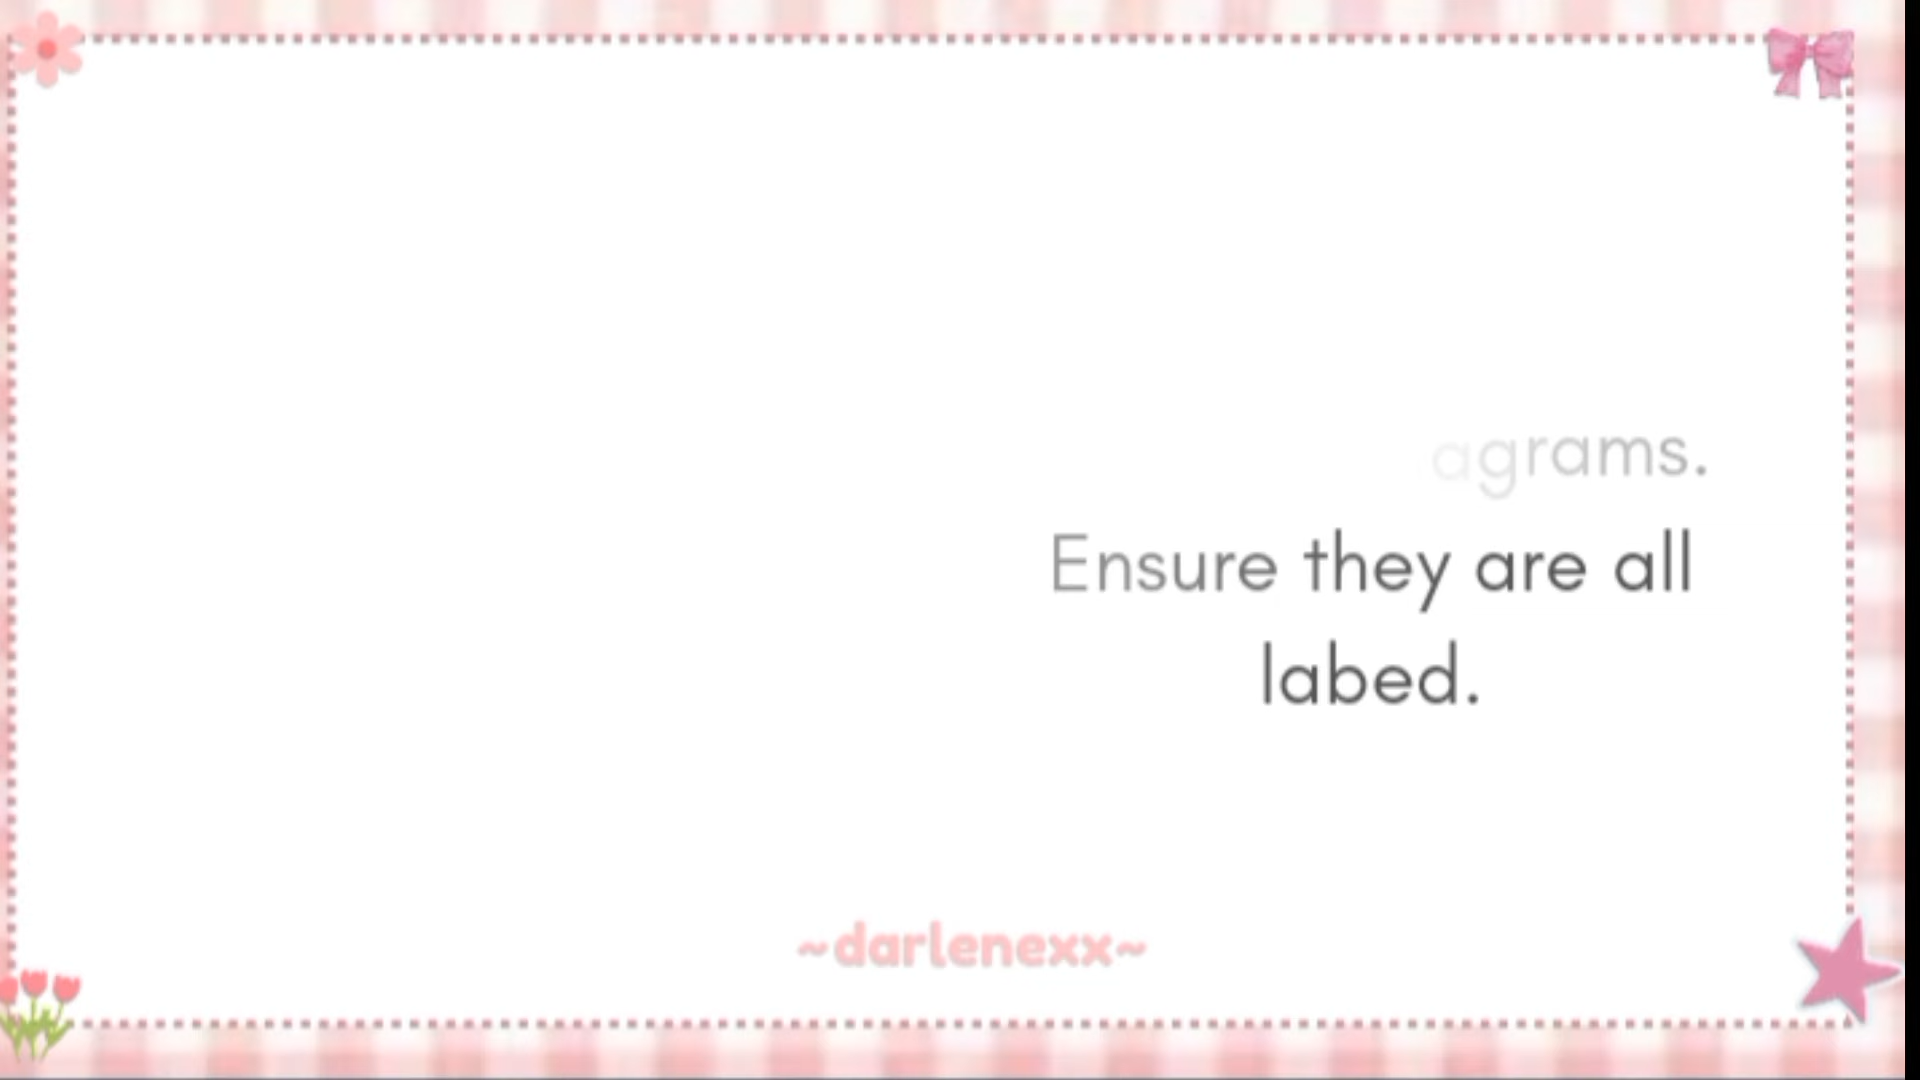 agrams.
Ensure they are all
labed.
~darlenexx~